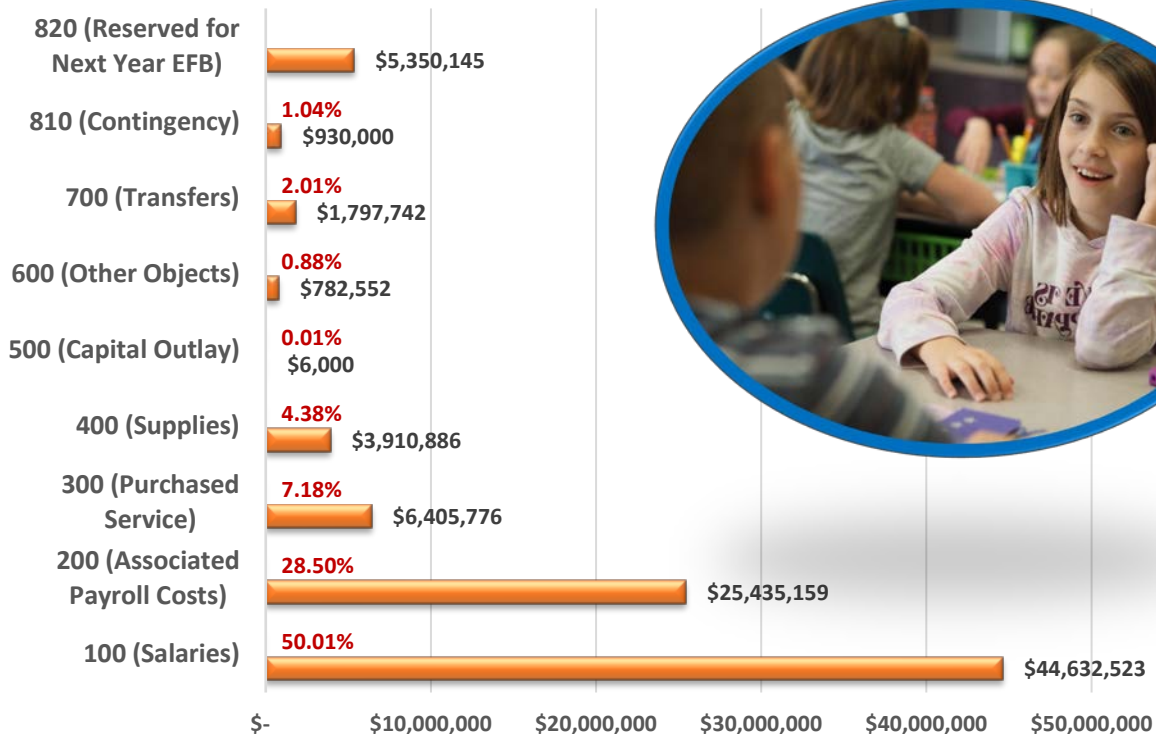 820 (Reserved for
Next Year EFB)
$5,350,145
810 (Contingency)
1.04%
$930,000
700 (Transfers)
2.01%
$1,797,742
600 (Other Objects)
0.88%
$782,552
500 (Capital Outlay)
0.01%
$6,000
400 (Supplies)
4.38%
$3,910,886
300 (Purchased
Service)
7.18%
$6,405,776
200 (Associated
Payroll Costs)
28.50%
$25,435,159
100 (Salaries)
50.01%
$44,632,523
$-
$10,000,000
$20,000,000
$30,000,000
$40,000,000
$50,000,000